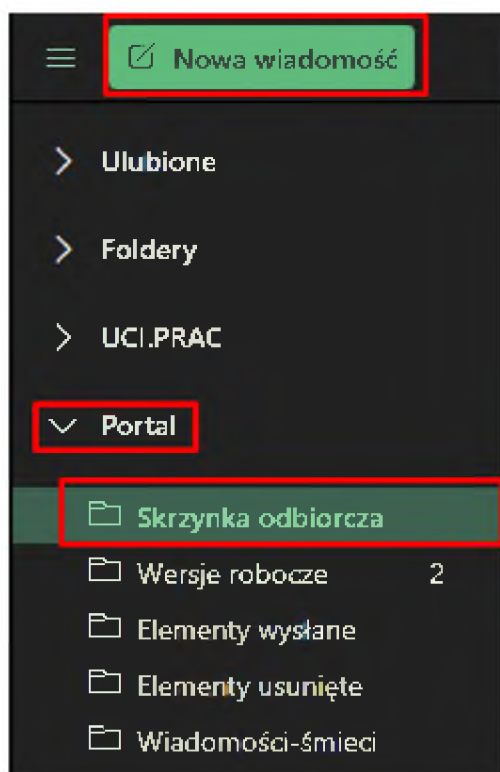 Nowa wiadomość
Ulubione
Foldery
UCI.PRAC
Portal
Skrzynka odbiorcza
Wersje robocze 2
Elementy wysłane
Elementy usunięte
Wiadomości-śmieci